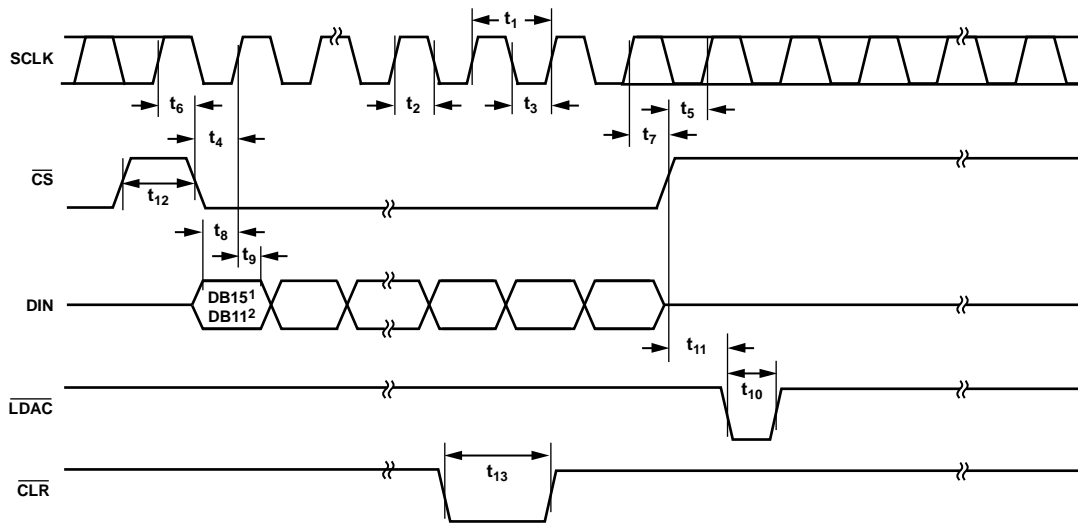 t1
SCLK
t6
t2
t3
t5
t4
t7
CS
t12
t8
t9
DIN
DB15¹
DB11²
t11
t10
LDAC
t13
CLR